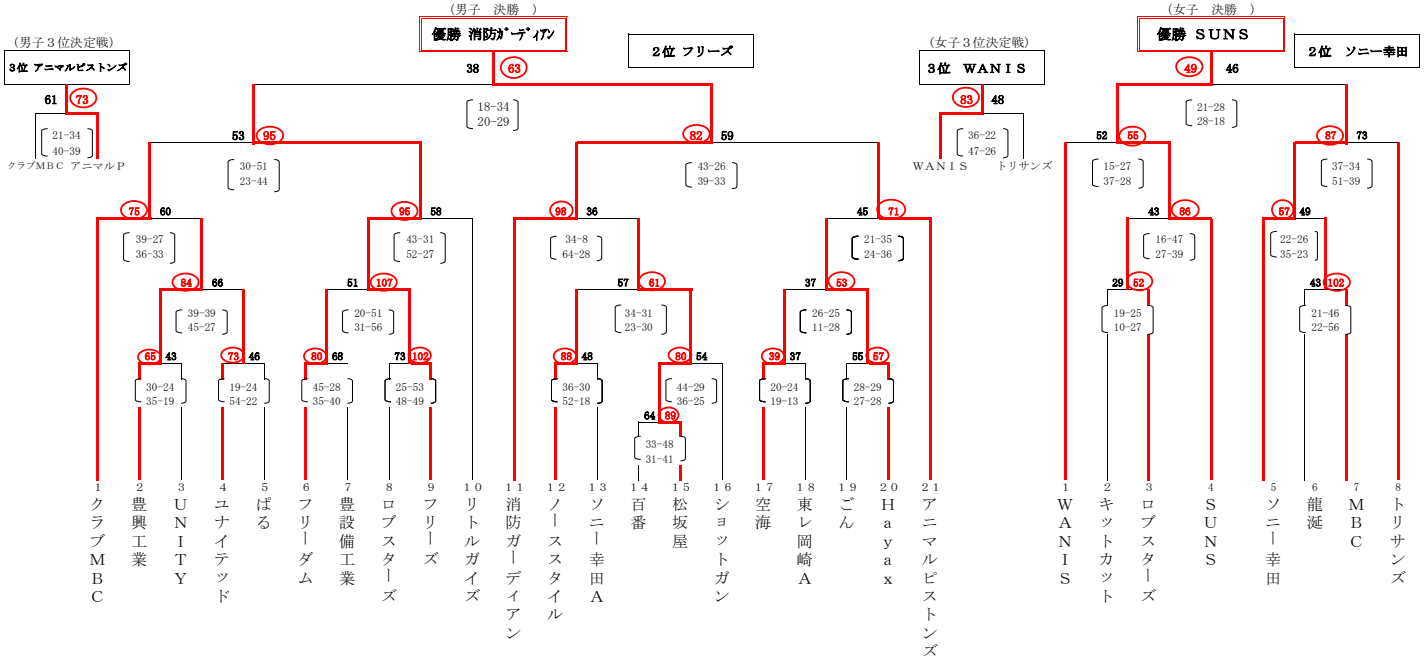 (男子　決勝　)
(女子　決勝　)
優勝 消防ｶﾞｰﾃﾞｨｱﾝ
２位 フリーズ
優勝 ＳＵＮＳ
２位　ソニー幸田
(男子３位決定戦)
３位 アニマルピストンズ
(女子３位決定戦)
３位　ＷＡＮＩＳ
38 63
49 46
61 73
83 48
18-34
20-29
21-28
28-18
21-34
40-39
クラブＭＢＣ アニマルＰ
36-22
47-26
ＷＡＮＩＳ トリサンズ
53 95
82 59
52 55
87 73
30-51
23-44
43-26
39-33
15-27
37-28
37-34
51-39
75 60
95 58
98 36
45 71
43 86
57 49
39-27
36-33
43-31
52-27
34-8
64-28
21-35
24-36
16-47
27-39
22-26
35-23
84 66
51 107
57 61
37 53
29 52
43 102
39-39
45-27
20-51
31-56
34-31
23-30
26-25
11-28
19-25
10-27
21-46
22-56
65 43
73 46
80 68
73 102
88 48
80 54
39 37
55 57
30-24
35-19
19-24
54-22
45-28
35-40
25-53
48-49
36-30
52-18
44-29
36-25
20-24
19-13
28-29
27-28
64 89
33-48
31-41
１ クラブＭＢＣ
２ 豊興工業
３ ＵＮＩＴＹ
４ ユナイテッド
５ ぱる
６ フリーダム
７ 豊設備工業
８ ロブスターズ
９ フリーズ
１０ リトルガイズ
１１ 消防ガーディアン
１２ ノーススタイル
１３ ソニー幸田Ａ
１４ 百番
１５ 松坂屋
１６ ショットガン
１７ 空海
１８ 東レ岡崎Ａ
１９ ごん
２０ Ｈａｙａｘ
２１ アニマルピストンズ
１ ＷＡＮＩＳ
２ キットカット
３ ロブスターズ
４ ＳＵＮＳ
５ ソニー幸田
６ 龍涎
７ ＭＢＣ
８ トリサンズ